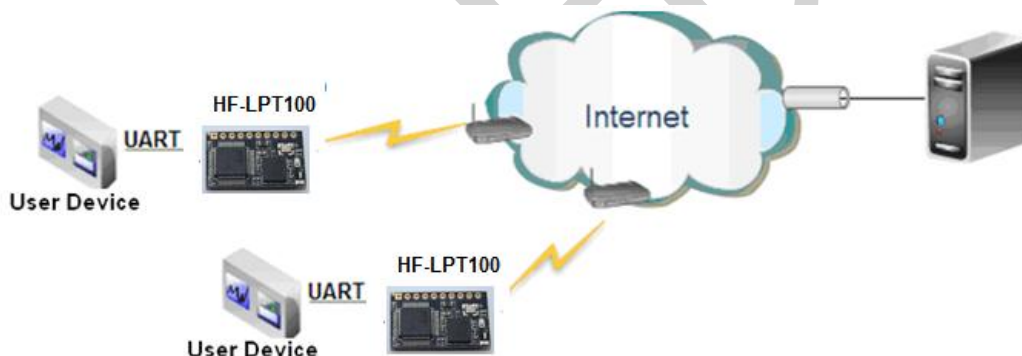 HF-LPT100
UART
User Device
Internet
HF-LPT100
UART
User Device